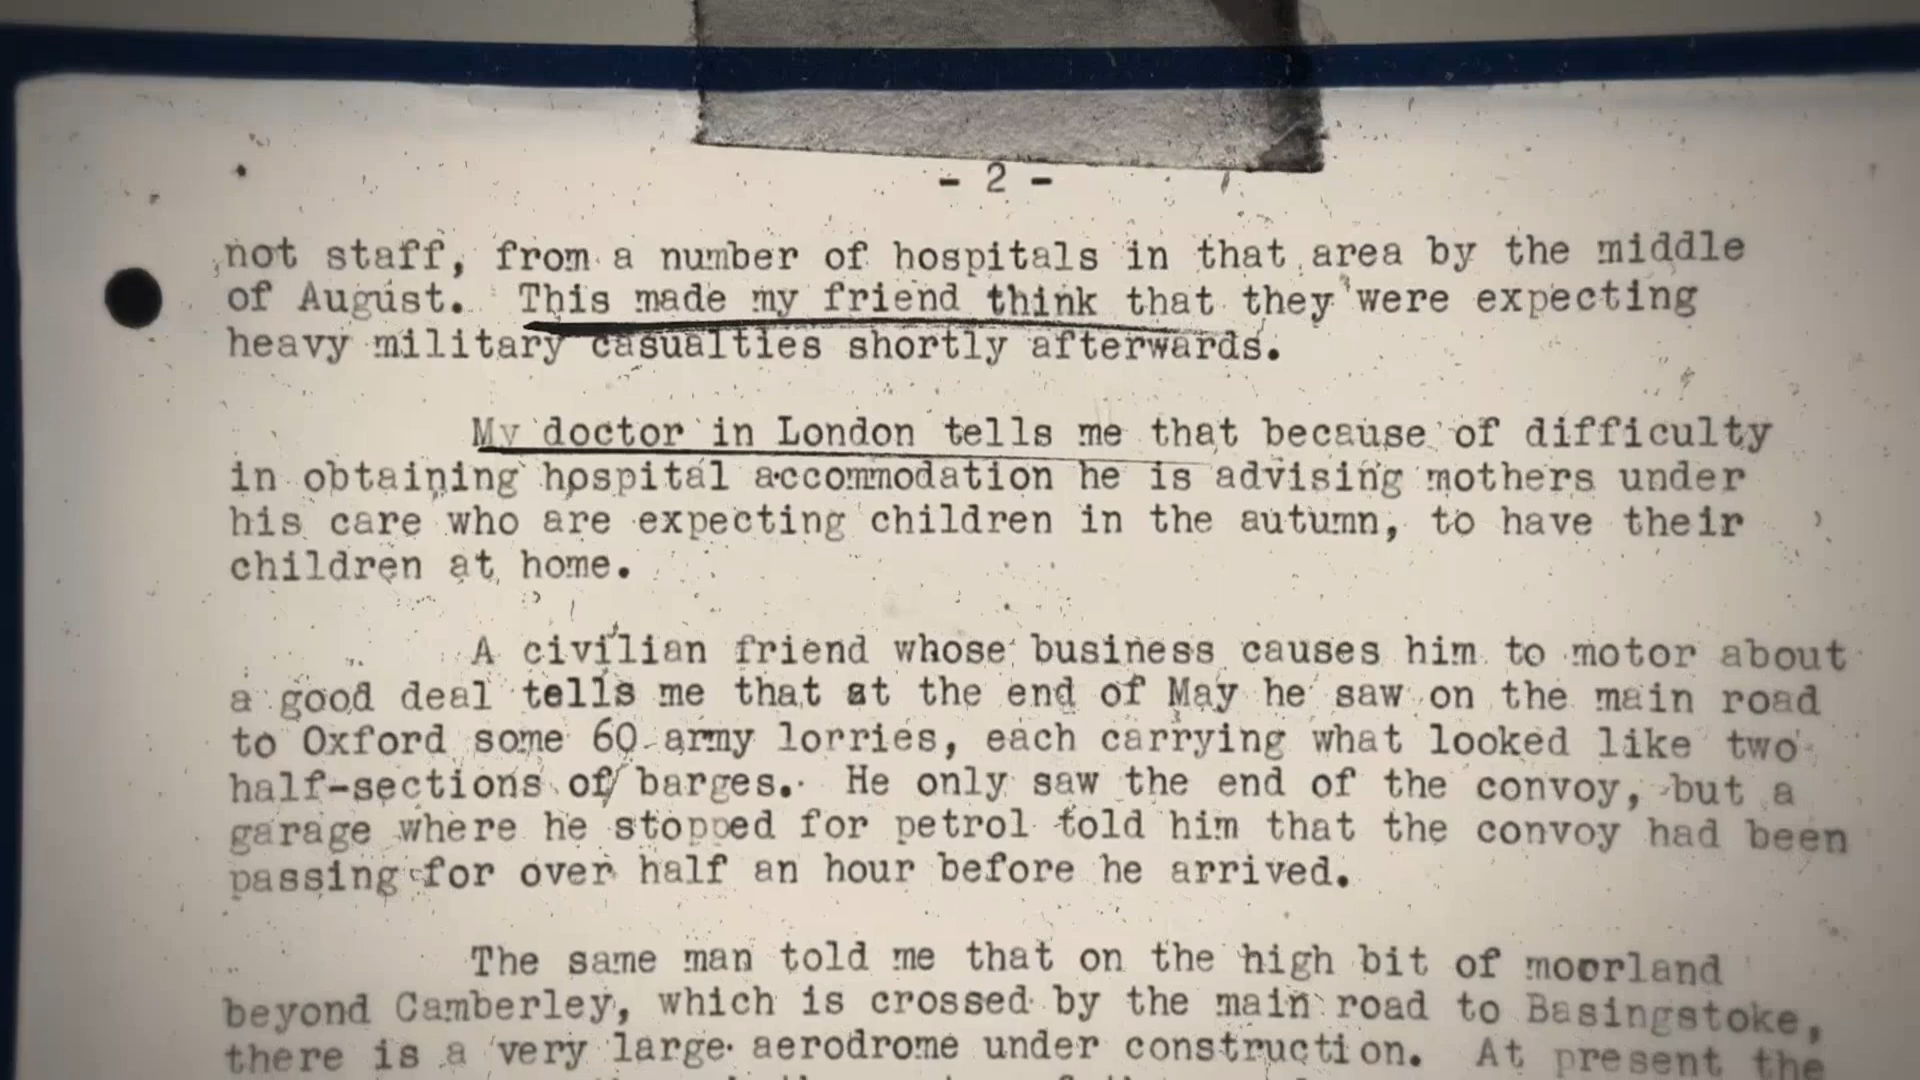 - 2 -
not staff, from a number of hospitals in that area by the middle
of August. This made my friend think that they were expecting
heavy military casualties shortly afterwards.
My doctor in London tells me that because of difficulty
in obtaining hospital accommodation he is advising mothers under
his care who are expecting children in the autumn, to have their
children at home.
A civilian friend whose business causes him to motor about
a good deal tells me that at the end of May he saw on the main road
to Oxford some 60 army lorries, each carrying what looked like two
half-sections of barges. He only saw the end of the convoy, but a
garage where he stopped for petrol told him that the convoy had been
passing for over half an hour before he arrived.
The same man told me that on the high bit of moorland
beyond Camberley, which is crossed by the main road to Basingstoke,
there is a very large aerodrome under construction. At present the